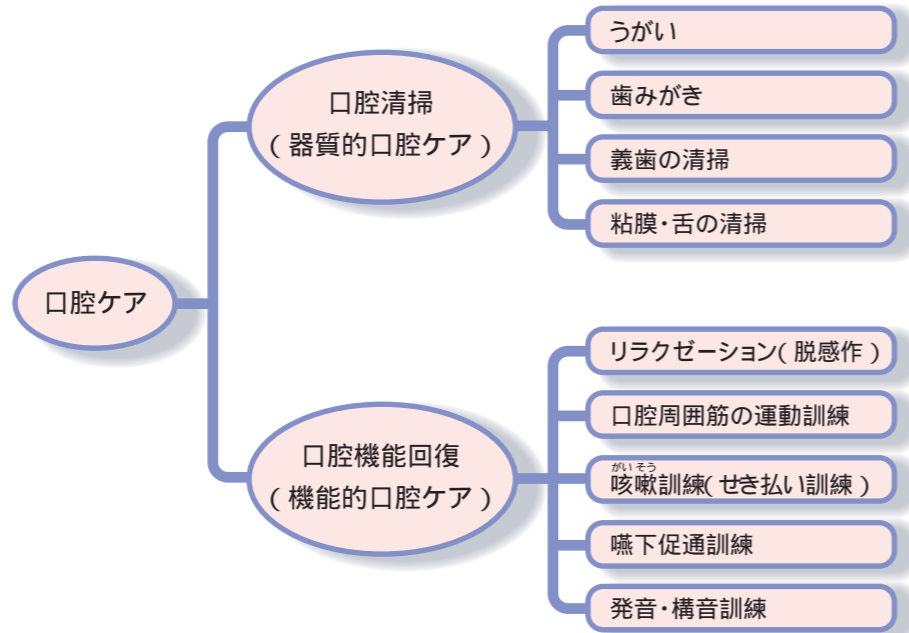 口腔ケア
口腔清掃
(器質的口腔ケア)
うがい
歯みがき
義歯の清掃
粘膜・舌の清掃
口腔機能回復
(機能的口腔ケア)
リラクゼーション(脱感作)
口腔周囲筋の運動訓練
がいそう
咳嗽訓練(せき払い訓練)
嚥下促通訓練
発音・構音訓練